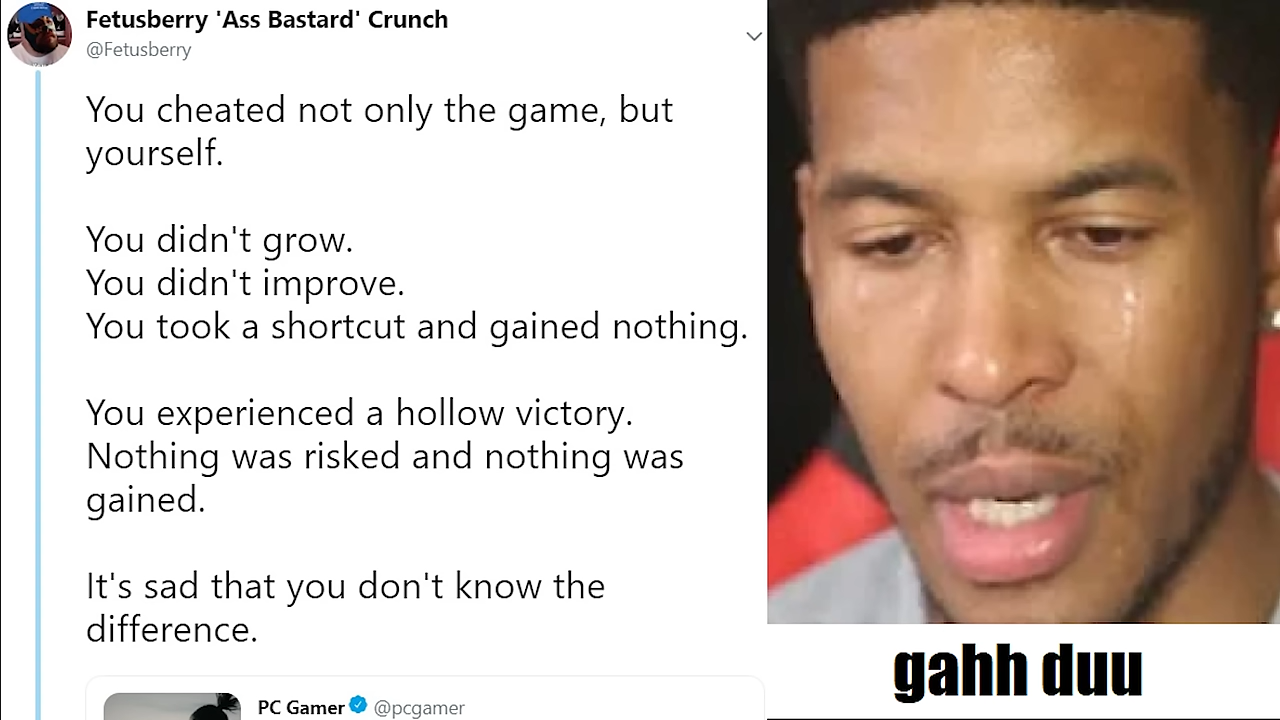 Fetusberry 'Ass Bastard' Crunch
@Fetusberry
You cheated not only the game, but
yourself.
You didn't grow.
You didn't improve.
You took a shortcut and gained nothing.
You experienced a hollow victory.
Nothing was risked and nothing was
gained.
It's sad that you don't know the
difference.
PC Gamer @pcgamer
gahh duu